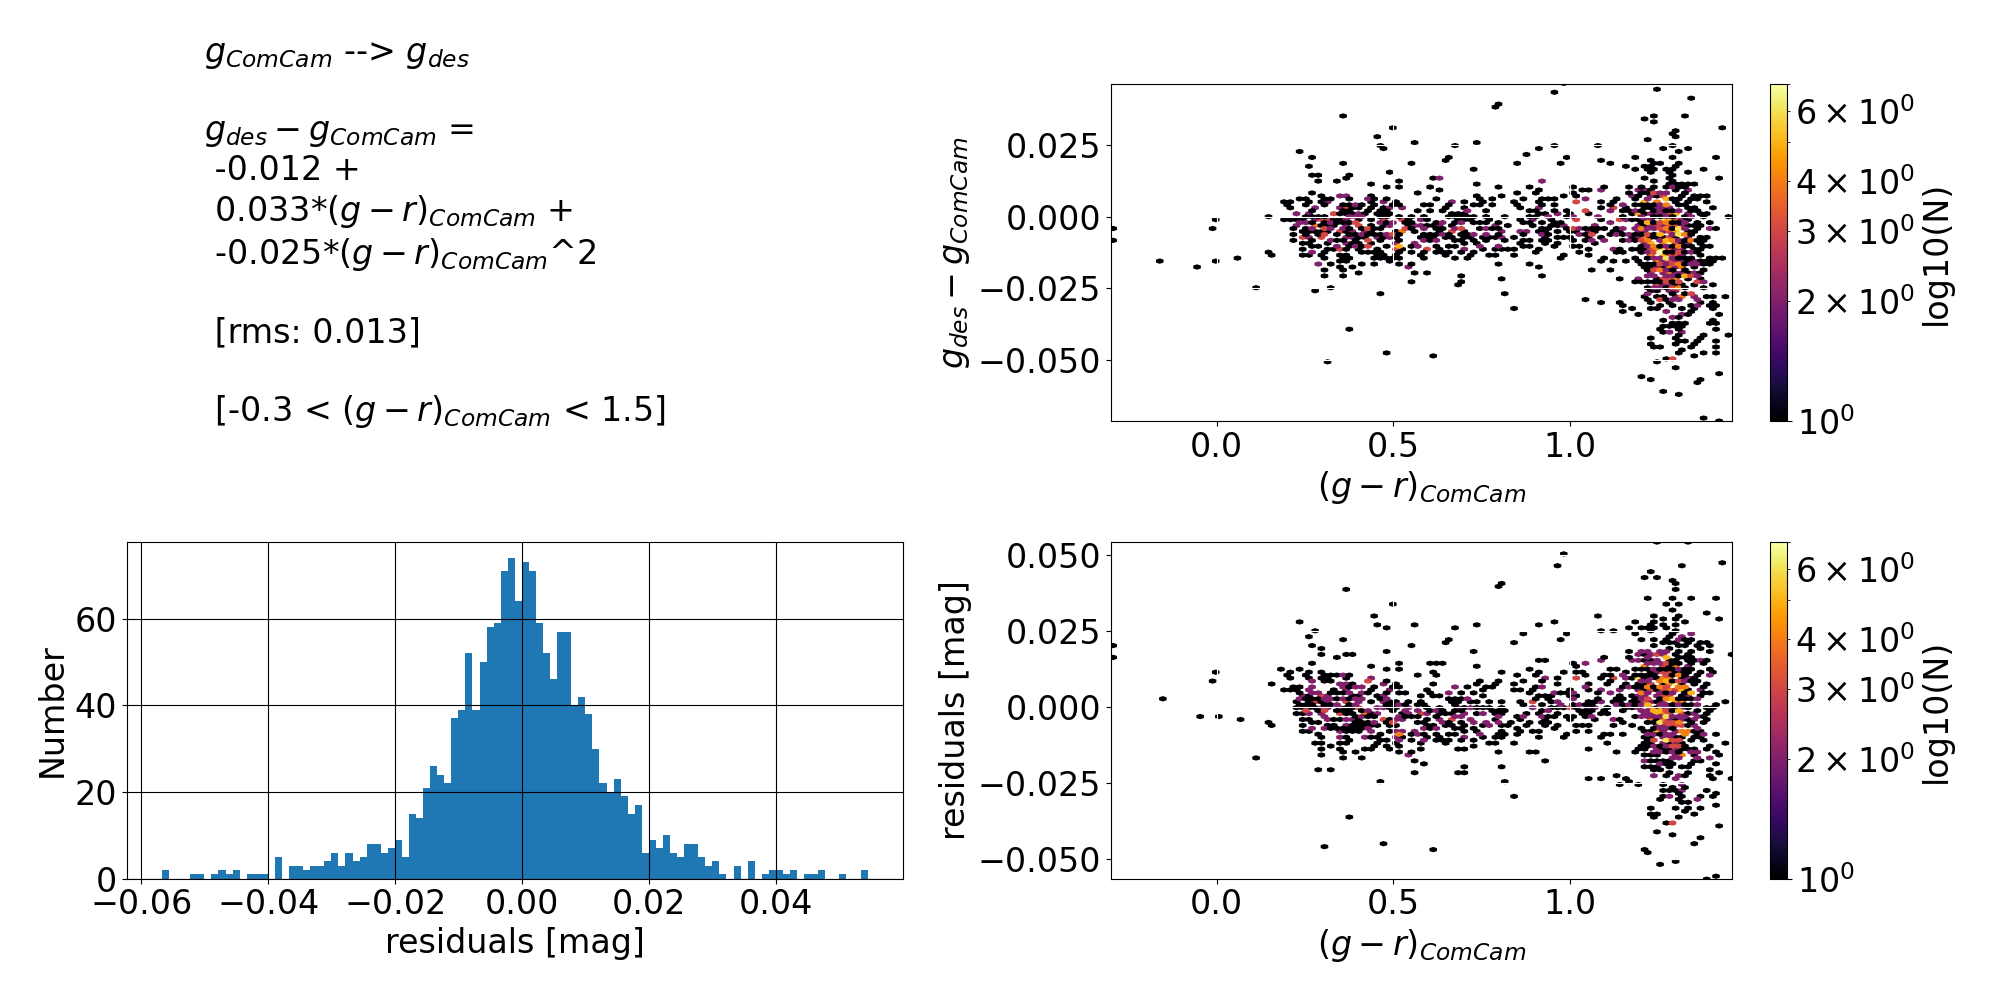 g_ComCam --> g_des
g_des − g_ComCam =
-0.012 +
0.033*(g − r)_ComCam +
-0.025*(g − r)_ComCam^2
[rms: 0.013]
[-0.3 < (g − r)_ComCam < 1.5]
g_des − g_ComCam
0.025
0.000
−0.025
−0.050
0.0 0.5 1.0
(g − r)_ComCam
6 × 10^0
4 × 10^0
3 × 10^0
2 × 10^0
10^0
log10(N)
Number
60
40
20
0
−0.06 −0.04 −0.02 0.00 0.02 0.04
residuals [mag]
residuals [mag]
0.050
0.025
0.000
−0.025
−0.050
0.0 0.5 1.0
(g − r)_ComCam
6 × 10^0
4 × 10^0
3 × 10^0
2 × 10^0
10^0
log10(N)